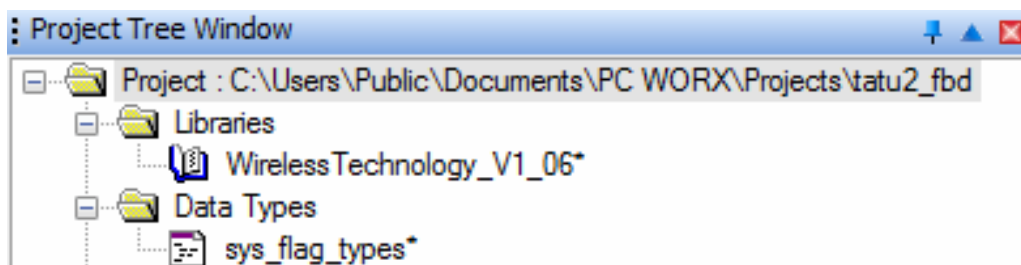 Project Tree Window
Project : C:\Users\Public\Documents\PC WORX\Projects\tatu2_fbd
Libraries
WirelessTechnology_V1_06*
Data Types
sys_flag_types*